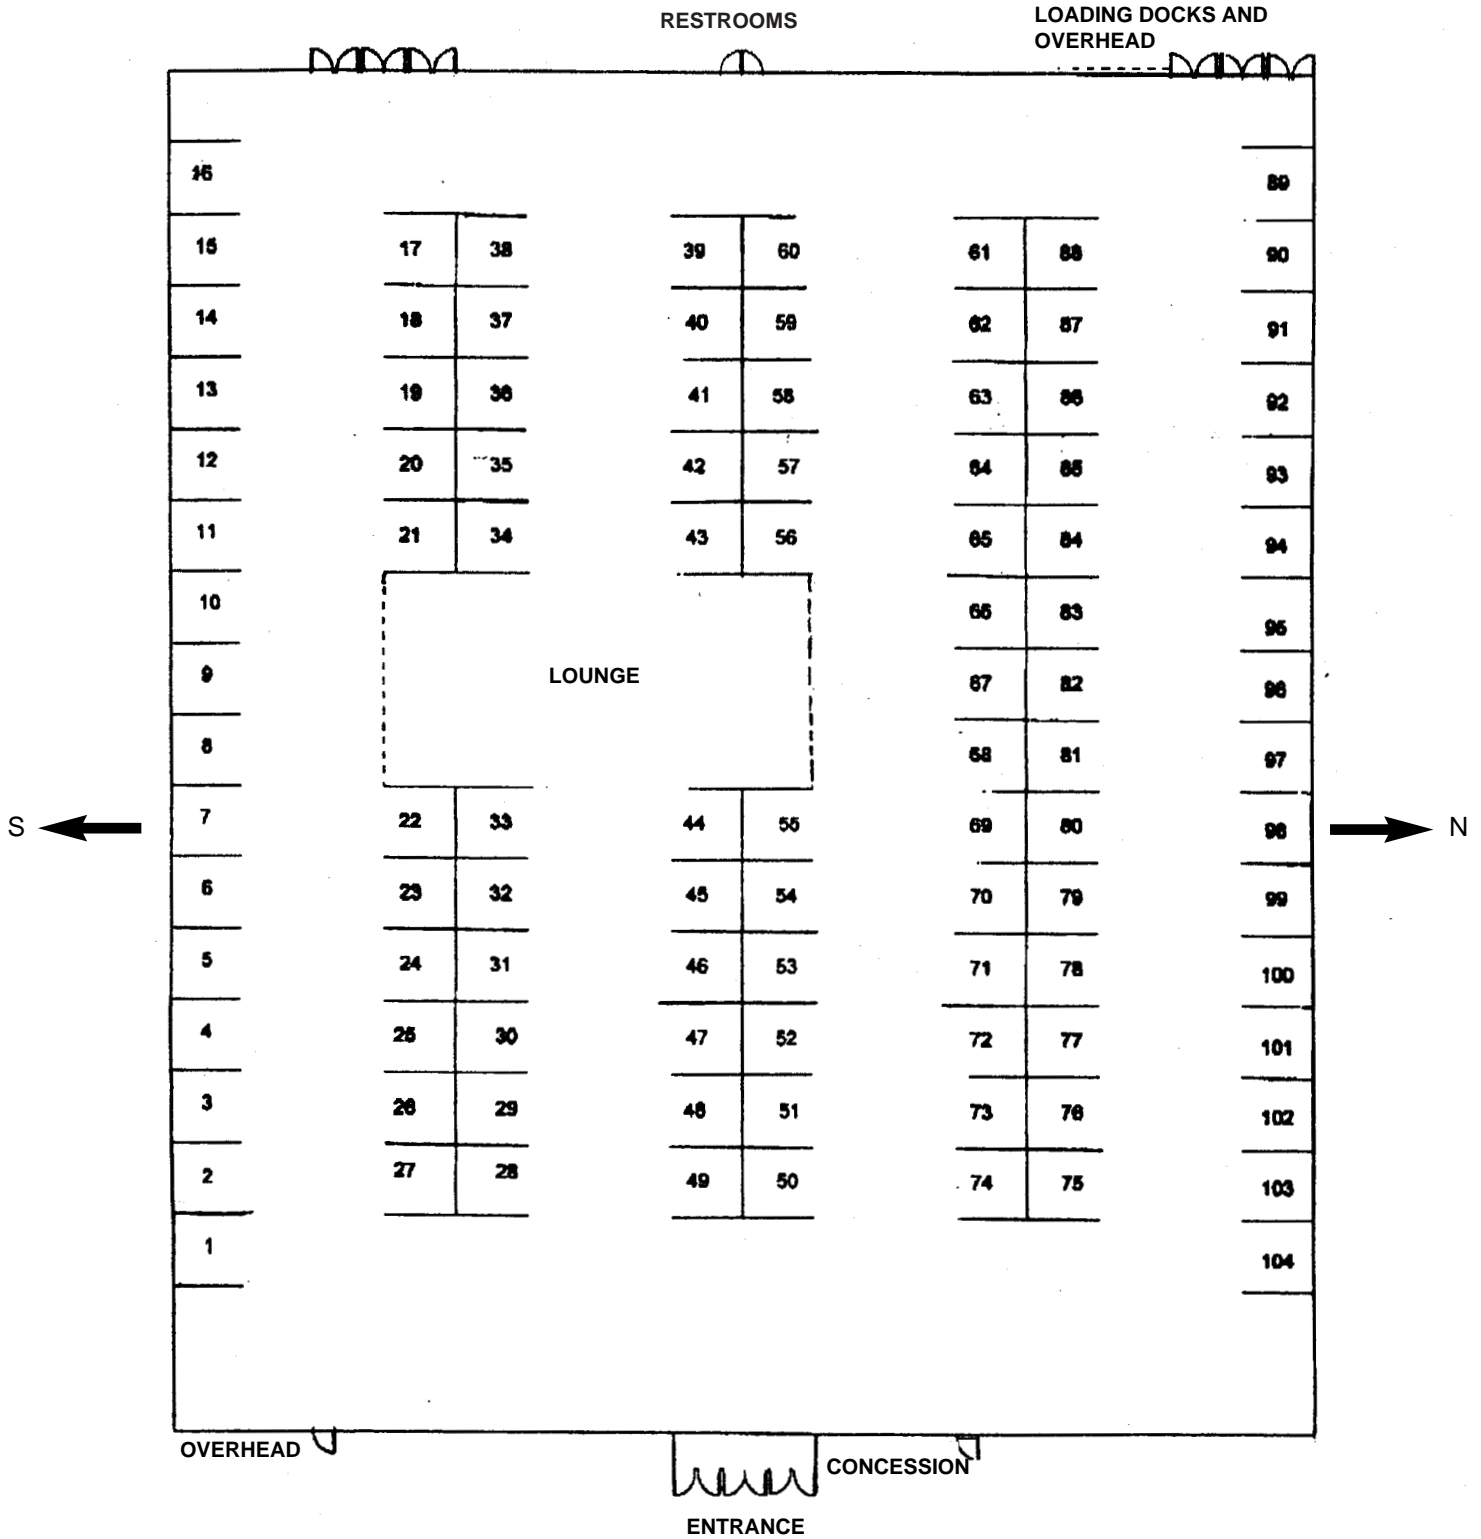 RESTROOMS
LOADING DOCKS AND
OVERHEAD
16
89
15 17 38 39 60 61 88 90
14 18 37 40 59 62 87 91
13 19 36 41 58 63 86 92
12 20 35 42 57 64 85 93
11 21 34 43 56 65 84 94
10 66 83 95
9 LOUNGE 67 82 96
8 68 81 97
S 7 22 33 44 55 69 80 98 N
6 23 32 45 54 70 79 99
5 24 31 46 53 71 78 100
4 25 30 47 52 72 77 101
3 26 29 48 51 73 76 102
2 27 28 49 50 74 75 103
1 104
OVERHEAD
CONCESSION
ENTRANCE